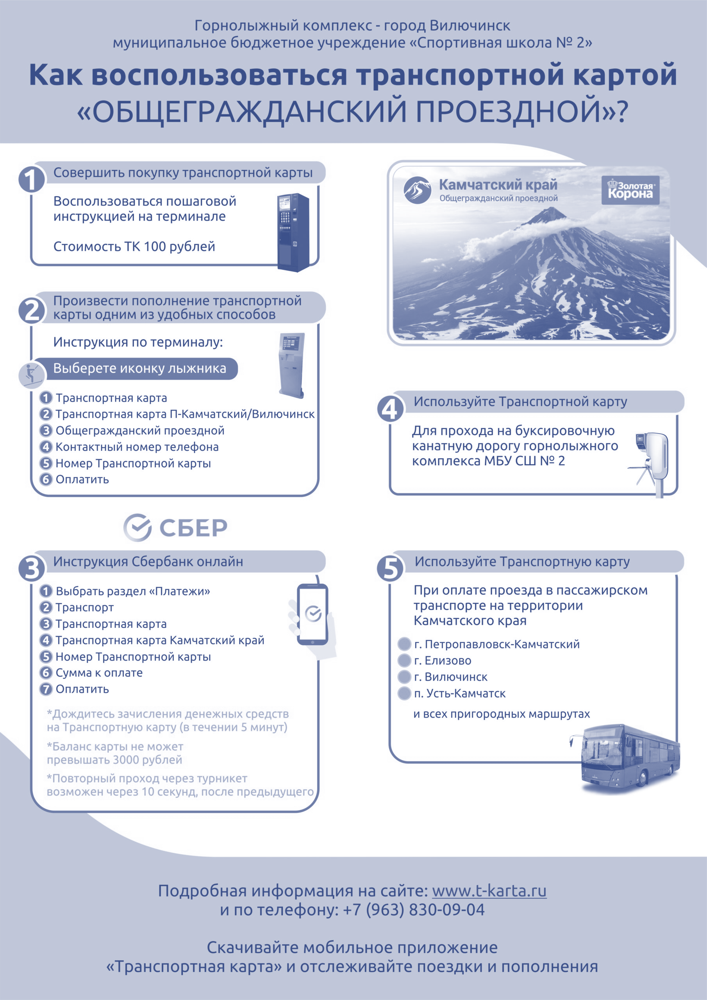 Горнолыжный комплекс - город Вилючинск
муниципальное бюджетное учреждение «Спортивная школа № 2»
Как воспользоваться транспортной картой
«ОБЩЕГРАЖДАНСКИЙ ПРОЕЗДНОЙ»?
1 Совершить покупку транспортной карты
Воспользоваться пошаговой
инструкцией на терминале
Стоимость ТК 100 рублей
Камчатский край
Общегражданский проездной
Золотая
Корона
2 Произвести пополнение транспортной
карты одним из удобных способов
Инструкция по терминалу:
Выберете иконку лыжника
1 Транспортная карта
2 Транспортная карта П-Камчатский/Вилючинск
3 Общегражданский проездной
4 Контактный номер телефона
5 Номер Транспортной карты
6 Оплатить
СБЕР
3 Инструкция Сбербанк онлайн
1 Выбрать раздел «Платежи»
2 Транспорт
3 Транспортная карта
4 Транспортная карта Камчатский край
5 Номер Транспортной карты
6 Сумма к оплате
7 Оплатить
*Дождитесь зачисления денежных средств
на Транспортную карту (в течении 5 минут)
*Баланс карты не может
превышать 3000 рублей
*Повторный проход через турникет
возможен через 10 секунд, после предыдущего
4 Используйте Транспортной карту
Для прохода на буксировочную
канатную дорогу горнолыжного
комплекса МБУ СШ № 2
5 Используйте Транспортную карту
При оплате проезда в пассажирском
транспорте на территории
Камчатского края
г. Петропавловск-Камчатский
г. Елизово
г. Вилючинск
п. Усть-Камчатск
и всех пригородных маршрутах
Подробная информация на сайте: www.t-karta.ru
и по телефону: +7 (963) 830-09-04
Скачивайте мобильное приложение
«Транспортная карта» и отслеживайте поездки и пополнения